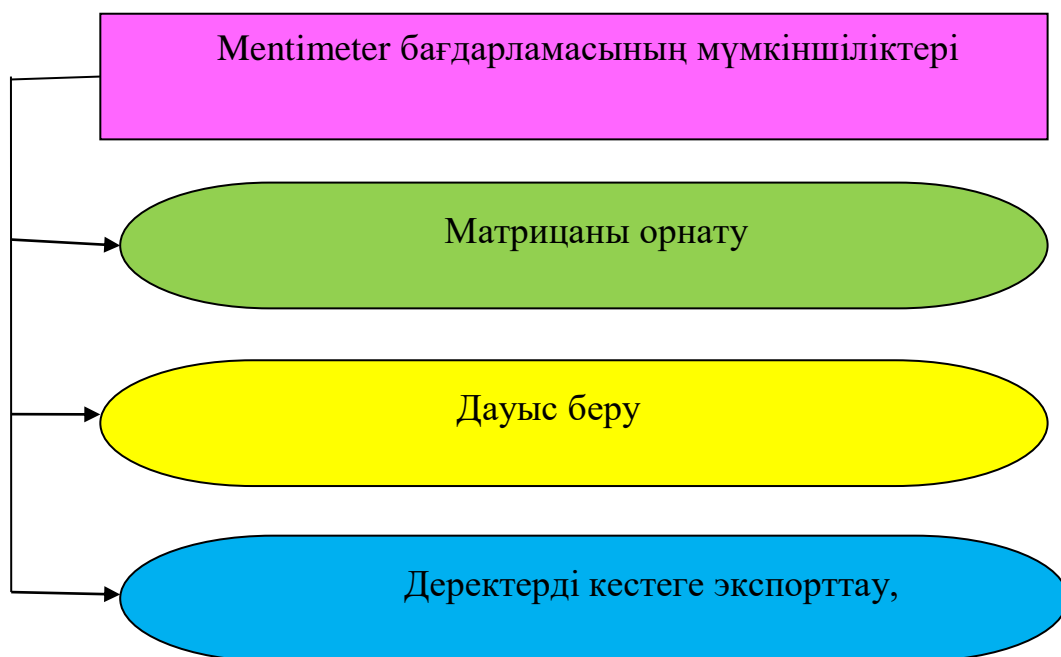 Mentimeter бағдарламасының мүмкіншіліктері
Матрицаны орнату
Дауыс беру
Деректерді кестеге экспорттау,